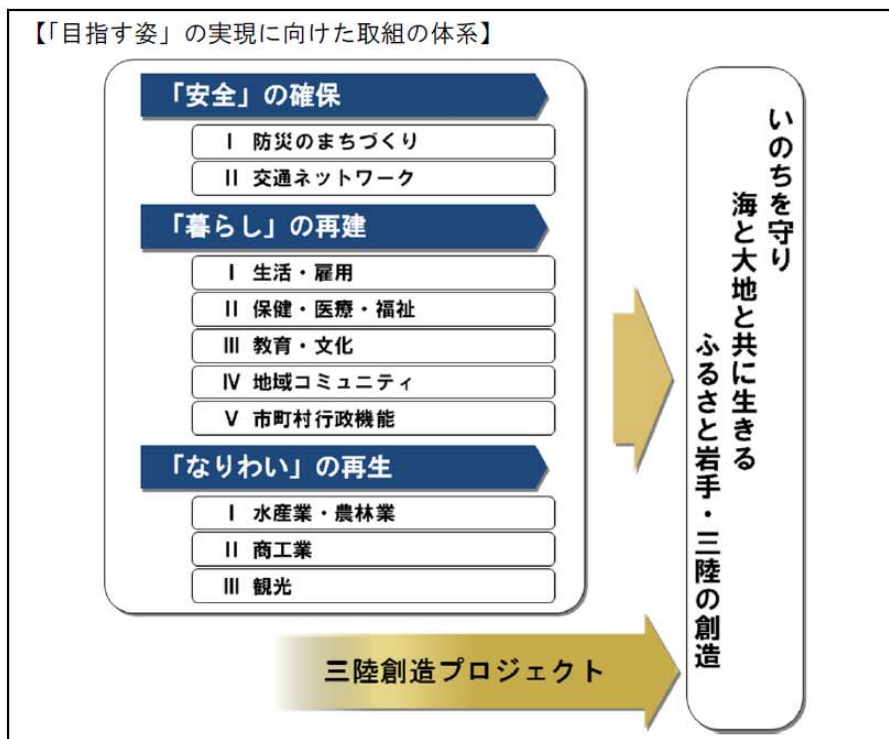 【「目指す姿」の実現に向けた取組の体系】
「安全」の確保
Ⅰ 防災のまちづくり
Ⅱ 交通ネットワーク
「暮らし」の再建
Ⅰ 生活・雇用
Ⅱ 保健・医療・福祉
Ⅲ 教育・文化
Ⅳ 地域コミュニティ
Ⅴ 市町村行政機能
「なりわい」の再生
Ⅰ 水産業・農林業
Ⅱ 商工業
Ⅲ 観光
三陸創造プロジェクト
いのちを守り
海と大地と共に生きる
ふるさと岩手・三陸の創造